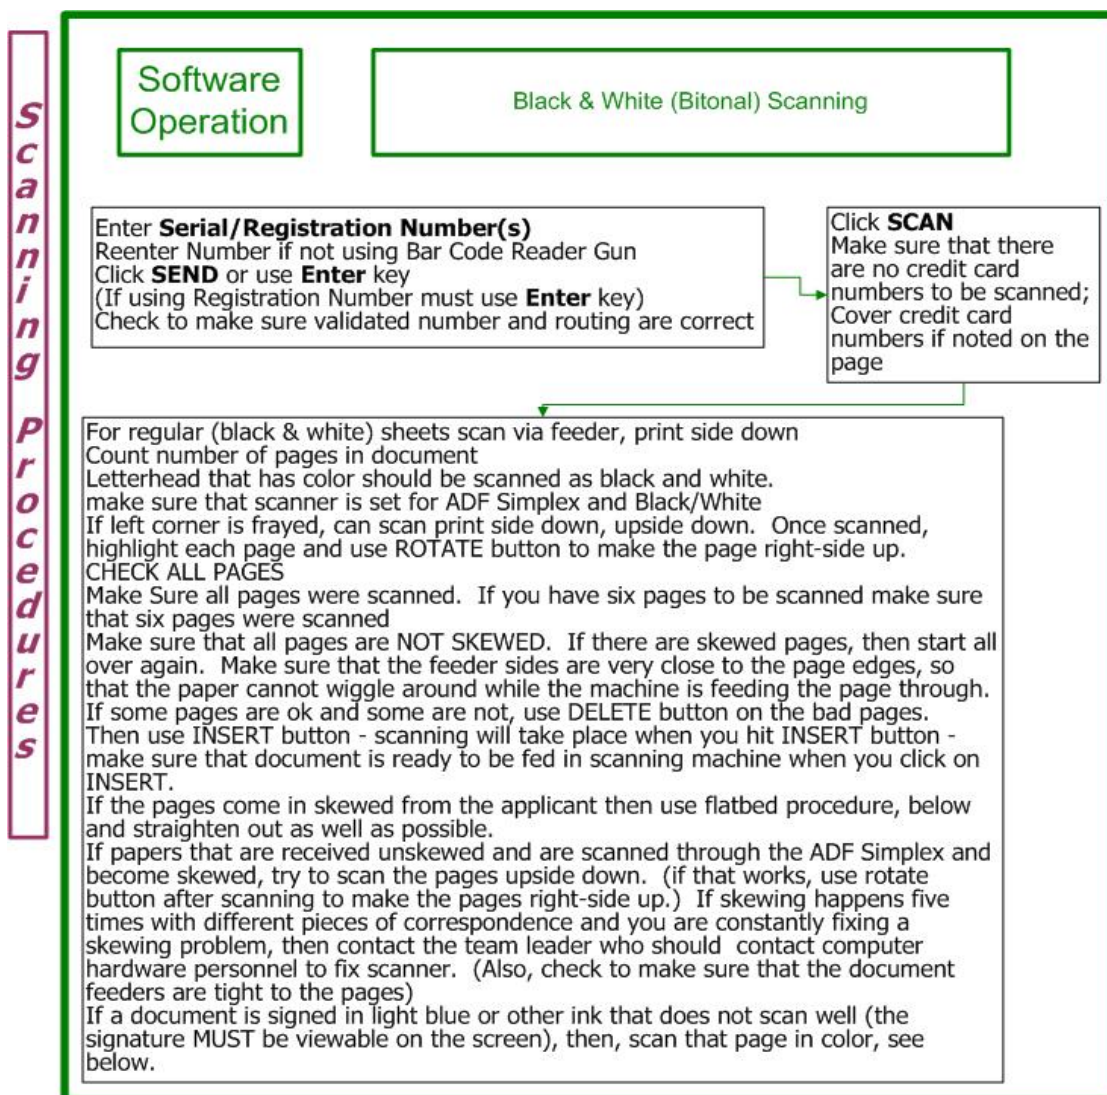 Scanning Procedures
Software
Operation
Black & White (Bitonal) Scanning
Enter Serial/Registration Number(s)
Reenter Number if not using Bar Code Reader Gun
Click SEND or use Enter key
(If using Registration Number must use Enter key)
Check to make sure validated number and routing are correct
Click SCAN
Make sure that there
are no credit card
numbers to be scanned;
Cover credit card
numbers if noted on the
page
For regular (black & white) sheets scan via feeder, print side down
Count number of pages in document
Letterhead that has color should be scanned as black and white.
make sure that scanner is set for ADF Simplex and Black/White
If left corner is frayed, can scan print side down, upside down. Once scanned,
highlight each page and use ROTATE button to make the page right-side up.
CHECK ALL PAGES
Make Sure all pages were scanned. If you have six pages to be scanned make sure
that six pages were scanned
Make sure that all pages are NOT SKEWED. If there are skewed pages, then start all
over again. Make sure that the feeder sides are very close to the page edges, so
that the paper cannot wiggle around while the machine is feeding the page through.
If some pages are ok and some are not, use DELETE button on the bad pages.
Then use INSERT button - scanning will take place when you hit INSERT button -
make sure that document is ready to be fed in scanning machine when you click on
INSERT.
If the pages come in skewed from the applicant then use flatbed procedure, below
and straighten out as well as possible.
If papers that are received unskewed and are scanned through the ADF Simplex and
become skewed, try to scan the pages upside down. (if that works, use rotate
button after scanning to make the pages right-side up.) If skewing happens five
times with different pieces of correspondence and you are constantly fixing a
skewing problem, then contact the team leader who should contact computer
hardware personnel to fix scanner. (Also, check to make sure that the document
feeders are tight to the pages)
If a document is signed in light blue or other ink that does not scan well (the
signature MUST be viewable on the screen), then, scan that page in color, see
below.